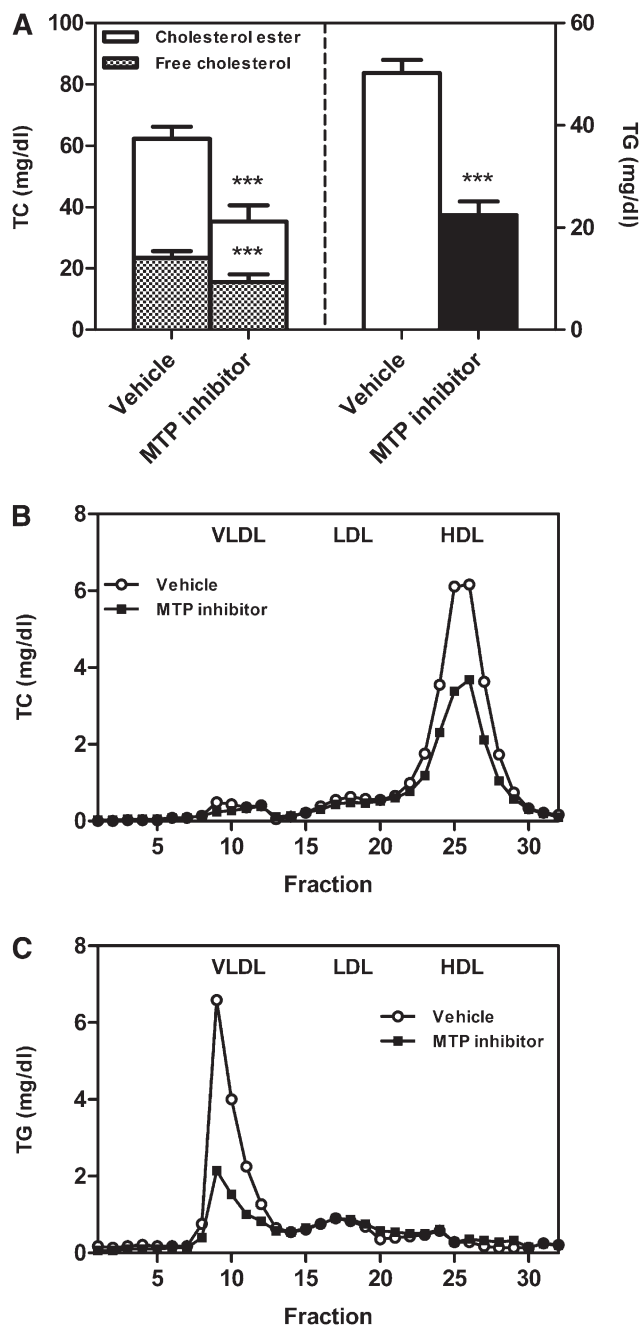 A
100
80
60
40
20
0
TC (mg/dl)
Cholesterol ester
Free cholesterol
***
***
***
60
40
20
0
TG (mg/dl)
Vehicle
MTP inhibitor
Vehicle
MTP inhibitor
B
8
6
4
2
0
TC (mg/dl)
VLDL LDL HDL
Vehicle
MTP inhibitor
5 10 15 20 25 30
Fraction
C
8
6
4
2
0
TG (mg/dl)
VLDL LDL HDL
Vehicle
MTP inhibitor
5 10 15 20 25 30
Fraction